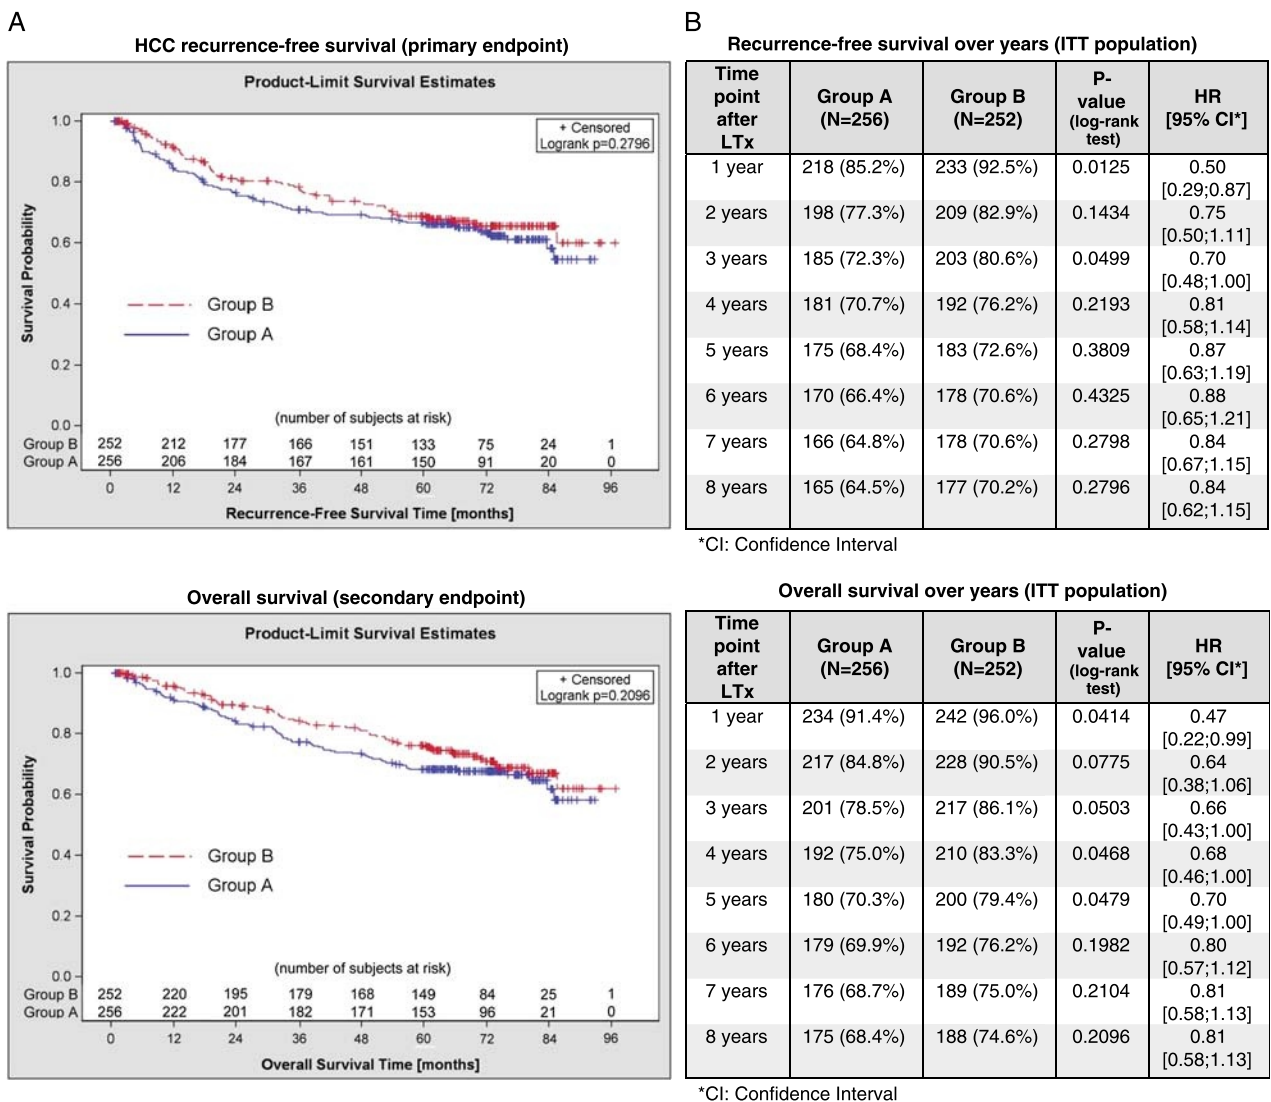 A
HCC recurrence-free survival (primary endpoint)
Product-Limit Survival Estimates
+ Censored
Logrank p=0.2796
Survival Probability
1.0
0.8
0.6
0.4
0.2
0.0
Group B
Group A
(number of subjects at risk)
Group B 252 212 177 166 151 133 75 24 1
Group A 256 206 184 167 161 150 91 20 0
0 12 24 36 48 60 72 84 96
Recurrence-Free Survival Time [months]
Overall survival (secondary endpoint)
Product-Limit Survival Estimates
+ Censored
Logrank p=0.2096
Survival Probability
1.0
0.8
0.6
0.4
0.2
0.0
Group B
Group A
(number of subjects at risk)
Group B 252 220 195 179 168 149 84 25 1
Group A 256 222 201 182 171 153 96 21 0
0 12 24 36 48 60 72 84 96
Overall Survival Time [months]
B
Recurrence-free survival over years (ITT population)
Time
point
after
LTx
Group A
(N=256)
Group B
(N=252)
P-
value
(log-rank
test)
HR
[95% CI*]
1 year 218 (85.2%) 233 (92.5%) 0.0125 0.50
[0.29;0.87]
2 years 198 (77.3%) 209 (82.9%) 0.1434 0.75
[0.50;1.11]
3 years 185 (72.3%) 203 (80.6%) 0.0499 0.70
[0.48;1.00]
4 years 181 (70.7%) 192 (76.2%) 0.2193 0.81
[0.58;1.14]
5 years 175 (68.4%) 183 (72.6%) 0.3809 0.87
[0.63;1.19]
6 years 170 (66.4%) 178 (70.6%) 0.4325 0.88
[0.65;1.21]
7 years 166 (64.8%) 178 (70.6%) 0.2798 0.84
[0.67;1.15]
8 years 165 (64.5%) 177 (70.2%) 0.2796 0.84
[0.62;1.15]
*CI: Confidence Interval
Overall survival over years (ITT population)
Time
point
after
LTx
Group A
(N=256)
Group B
(N=252)
P-
value
(log-rank
test)
HR
[95% CI*]
1 year 234 (91.4%) 242 (96.0%) 0.0414 0.47
[0.22;0.99]
2 years 217 (84.8%) 228 (90.5%) 0.0775 0.64
[0.38;1.06]
3 years 201 (78.5%) 217 (86.1%) 0.0503 0.66
[0.43;1.00]
4 years 192 (75.0%) 210 (83.3%) 0.0468 0.68
[0.46;1.00]
5 years 180 (70.3%) 200 (79.4%) 0.0479 0.70
[0.49;1.00]
6 years 179 (69.9%) 192 (76.2%) 0.1982 0.80
[0.57;1.12]
7 years 176 (68.7%) 189 (75.0%) 0.2104 0.81
[0.58;1.13]
8 years 175 (68.4%) 188 (74.6%) 0.2096 0.81
[0.58;1.13]
*CI: Confidence Interval